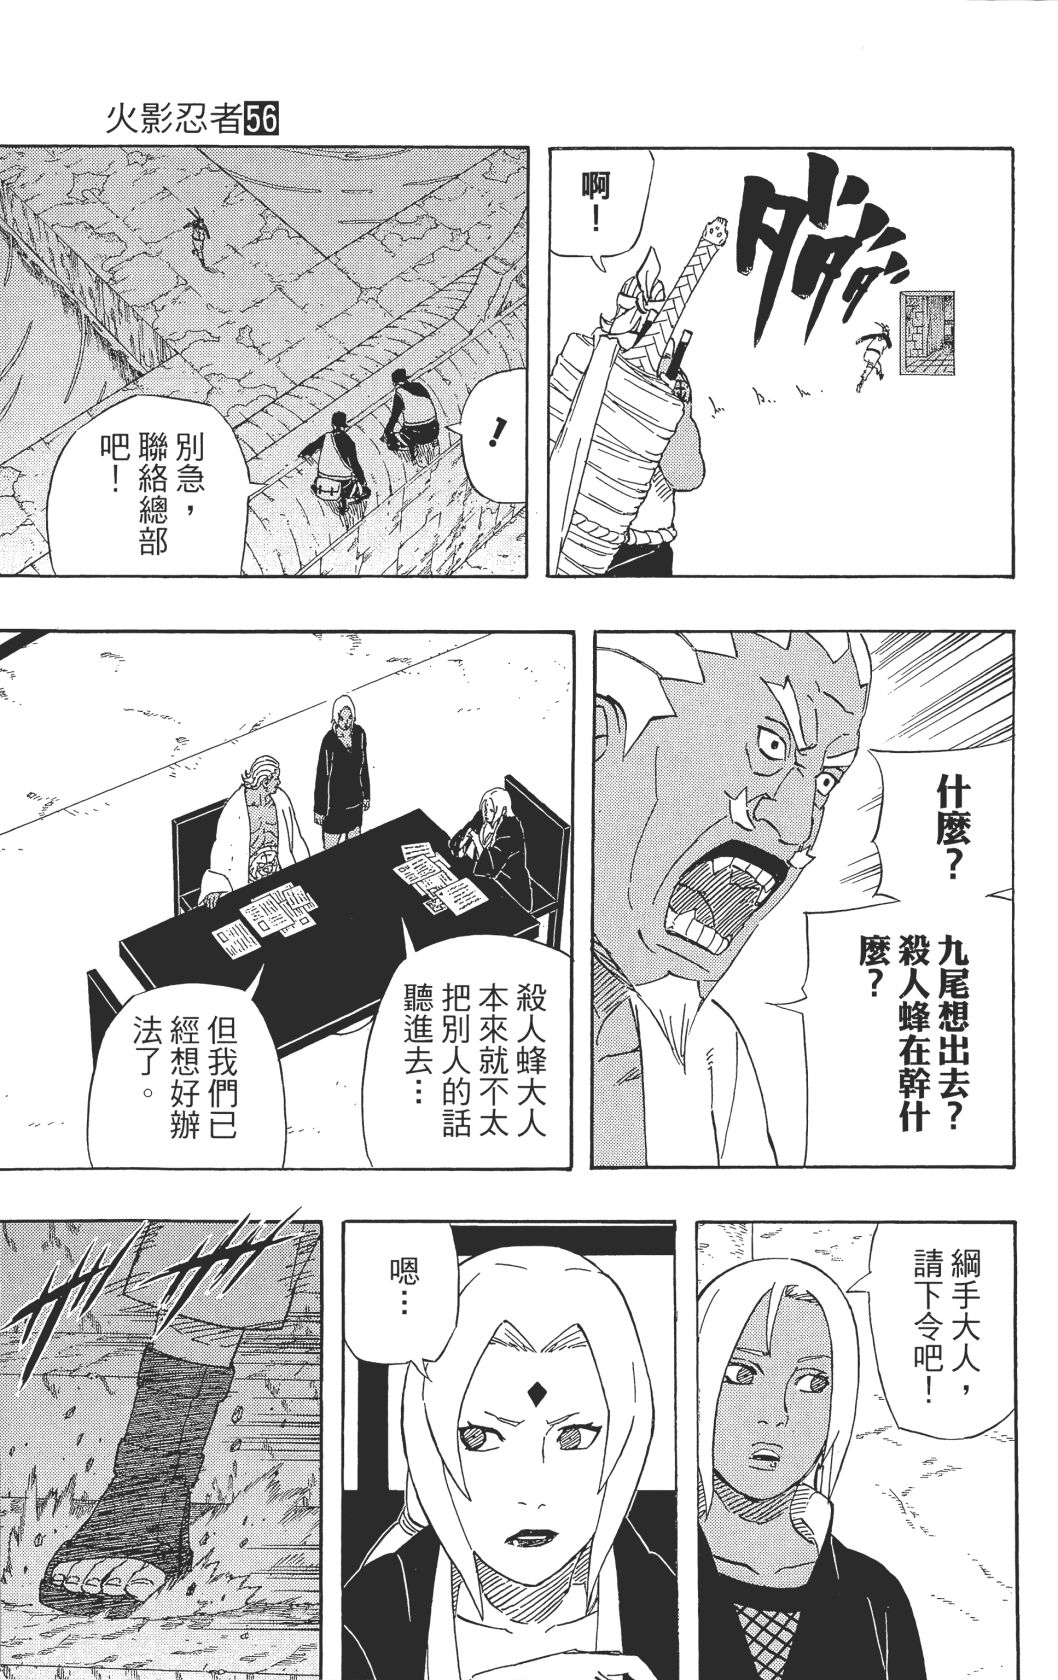 火影忍者56
啊！
躂
躂
躂
！
別急，
聯絡總部
吧！
什麼？
九尾想出去？
殺人蜂在幹什
麼？
殺人蜂大人
本來就不太
把別人的話
聽進去…
但我們已
經想好辦
法了。
綱手大人，
請下令吧！
嗯…